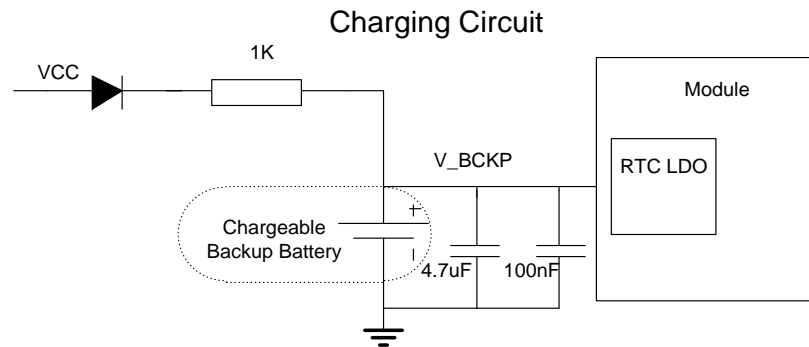 Charging Circuit
1K
VCC
Module
V_BCKP
RTC LDO
+
Chargeable
Backup Battery
-
4.7uF
100nF